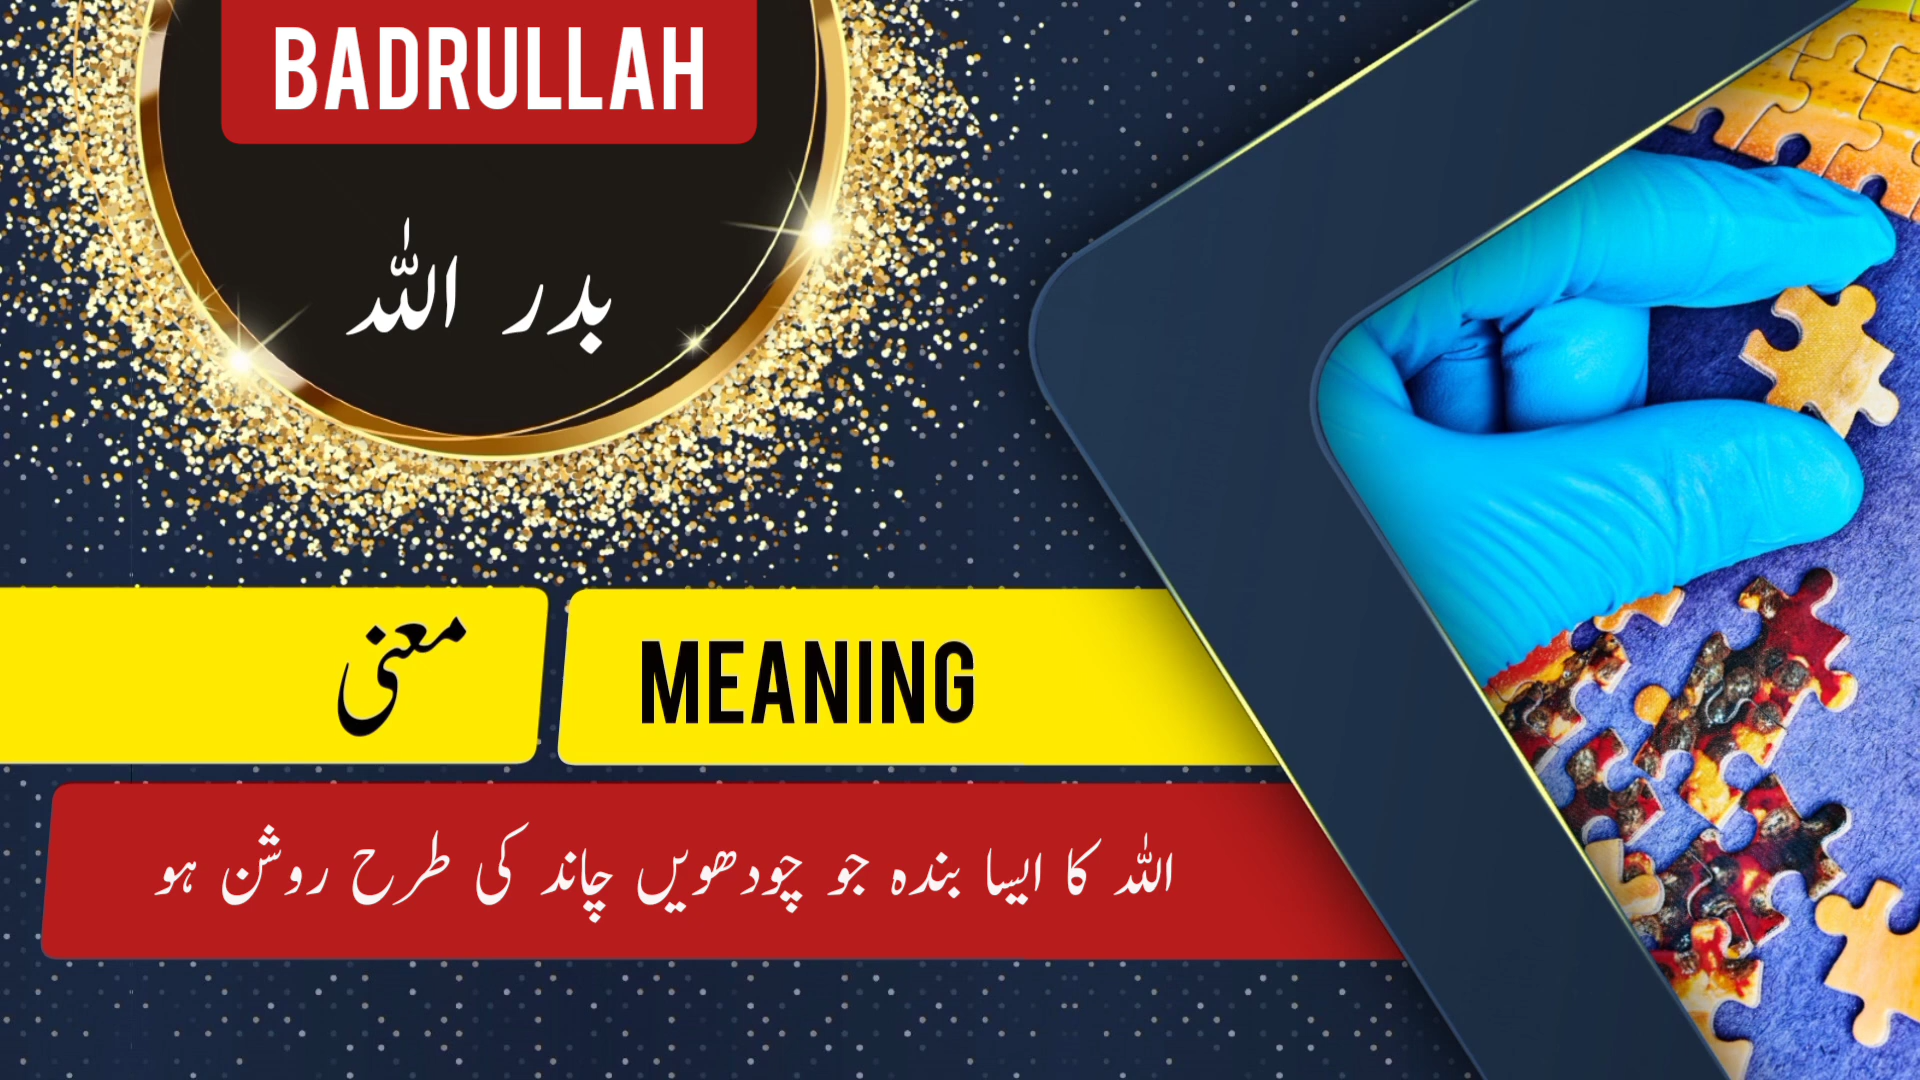 BADRULLAH
بدر اللہ
معنی
MEANING
اللہ کا ایسا بندہ جو چودھویں چاند کی طرح روشن ہو